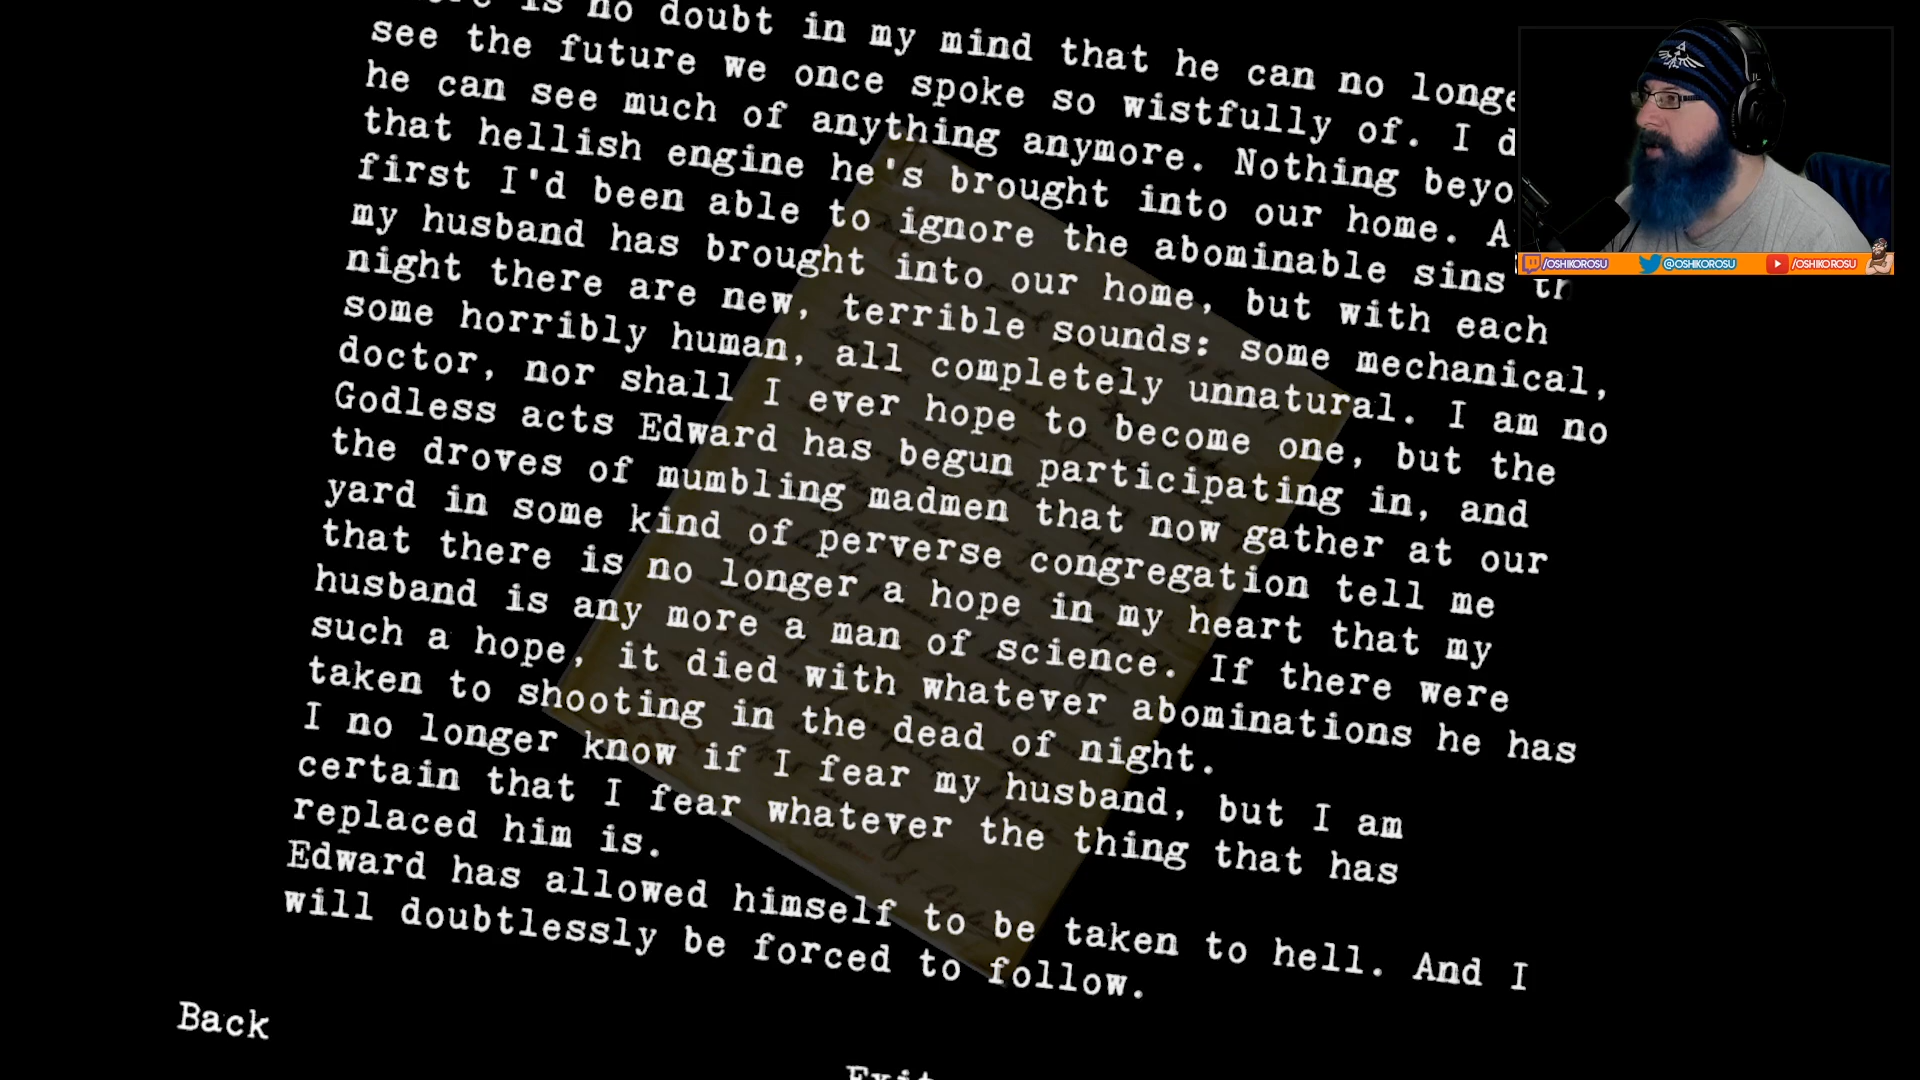 is no doubt in my mind that he can no longe
see the future we once spoke so wistfully of. I d
he can see much of anything anymore. Nothing beyo
that hellish engine he's brought into our home. A
first I'd been able to ignore the abominable sins th
my husband has brought into our home, but with each
night there are new, terrible sounds: some mechanical,
some horribly human, all completely unnatural. I am no
doctor, nor shall I ever hope to become one, but the
Godless acts Edward has begun participating in, and
the droves of mumbling madmen that now gather at our
yard in some kind of perverse congregation tell me
that there is no longer a hope in my heart that my
husband is any more a man of science. If there were
such a hope, it died with whatever abominations he has
taken to shooting in the dead of night.
I no longer know if I fear my husband, but I am
certain that I fear whatever the thing that has
replaced him is.
Edward has allowed himself to be taken to hell. And I
will doubtlessly be forced to follow.
Back
Exit
/OSHIKOROSU @OSHIKOROSU /OSHIKOROSU